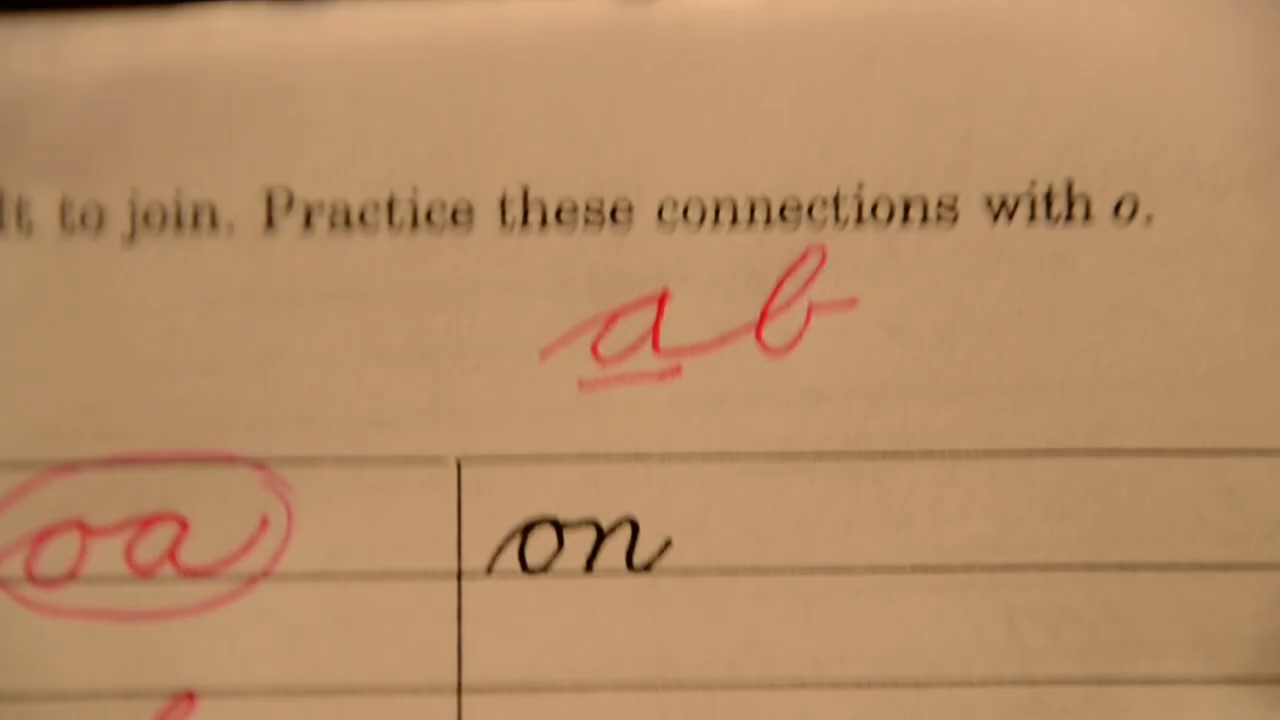 to join. Practice these connections with o.
ab
oa
on